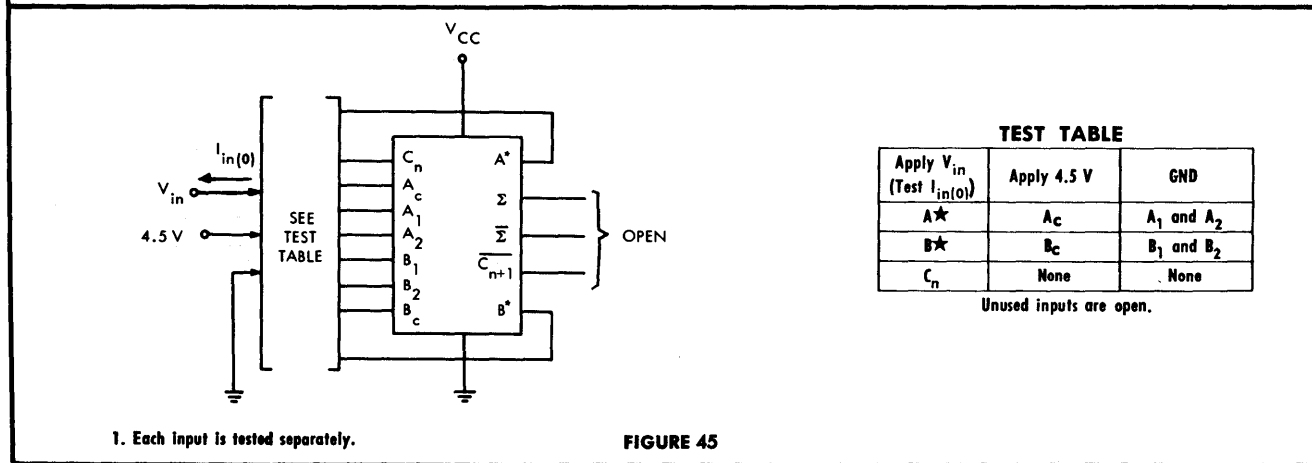 V_CC
I_in(0)
V_in
4.5 V
SEE
TEST
TABLE
C_n
A_c
A_1
A_2
B_1
B_2
B_c
A*
Σ
Σ̅
C̅_n+1
B*
OPEN
TEST TABLE
Apply V_in (Test I_in(0)) Apply 4.5 V GND
A★ A_C A_1 and A_2
B★ B_C B_1 and B_2
C_n None None
Unused inputs are open.
1. Each input is tested separately.
FIGURE 45